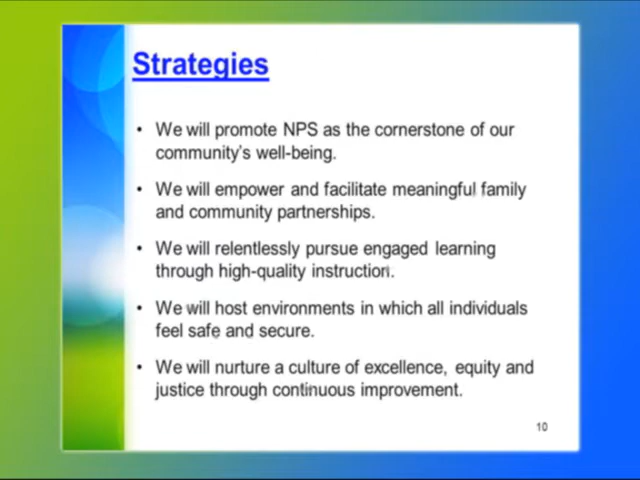 Strategies
• We will promote NPS as the cornerstone of our
community's well-being.
• We will empower and facilitate meaningful family
and community partnerships.
• We will relentlessly pursue engaged learning
through high-quality instruction.
• We will host environments in which all individuals
feel safe and secure.
• We will nurture a culture of excellence, equity and
justice through continuous improvement.
10